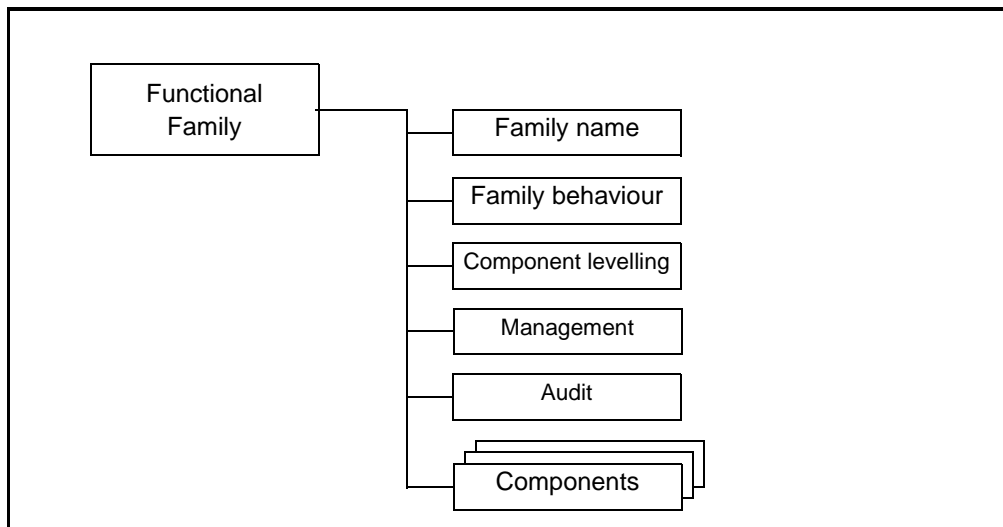 Functional
Family
Family name
Family behaviour
Component levelling
Management
Audit
Components